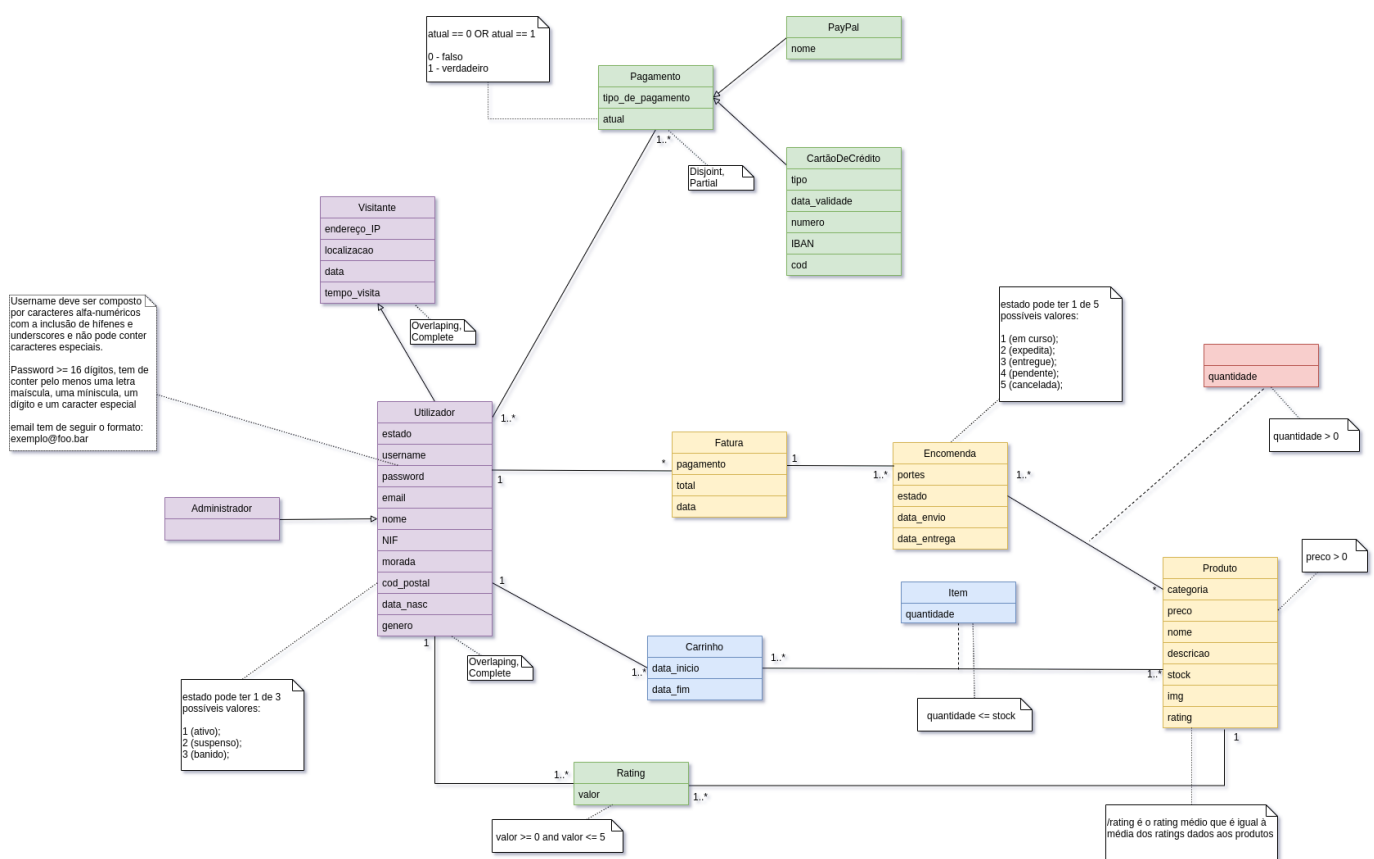 PayPal
nome
atual == 0 OR atual == 1
0 - falso
1 - verdadeiro
Pagamento
tipo_de_pagamento
atual
1..*
Disjoint,
Partial
CartãoDeCrédito
tipo
data_validade
numero
IBAN
cod
Visitante
endereço_IP
localizacao
data
tempo_visita
Overlaping,
Complete
Username deve ser composto
por caracteres alfa-numéricos
com a inclusão de hífenes e
underscores e não pode conter
caracteres especiais.
Password >= 16 dígitos, tem de
conter pelo menos uma letra
maíscula, uma míniscula, um
dígito e um caracter especial
email tem de seguir o formato:
exemplo@foo.bar
estado pode ter 1 de 5
possíveis valores:
1 (em curso);
2 (expedita);
3 (entregue);
4 (pendente);
5 (cancelada);
quantidade
quantidade > 0
Utilizador
estado
username
password
email
nome
NIF
morada
cod_postal
data_nasc
genero
1..*
1
*
Fatura
pagamento
total
data
1
1..*
Encomenda
portes
estado
data_envio
data_entrega
1..*
*
Administrador
preco > 0
Produto
categoria
preco
nome
descricao
stock
img
rating
Item
quantidade
1
1..*
Carrinho
data_inicio
data_fim
1..*
1..*
quantidade <= stock
1
Overlaping,
Complete
estado pode ter 1 de 3
possíveis valores:
1 (ativo);
2 (suspenso);
3 (banido);
1
1..*
Rating
valor
1..*
valor >= 0 and valor <= 5
/rating é o rating médio que é igual à
média dos ratings dados aos produtos